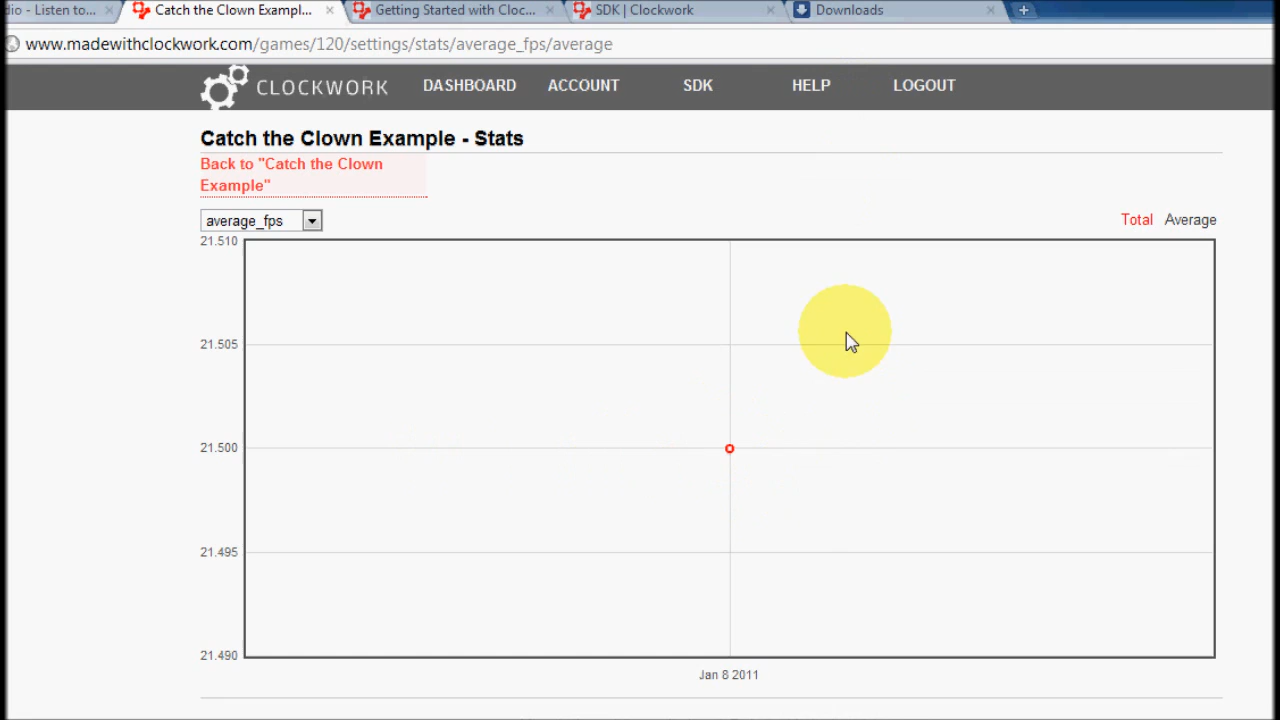 dio - Listen to...
Catch the Clown Exampl...
Getting Started with Cloc...
SDK | Clockwork
Downloads
www.madewithclockwork.com/games/120/settings/stats/average_fps/average
CLOCKWORK
DASHBOARD
ACCOUNT
SDK
HELP
LOGOUT
Catch the Clown Example - Stats
Back to "Catch the Clown
Example"
average_fps
Total
Average
21.510
21.505
21.500
21.495
21.490
Jan 8 2011